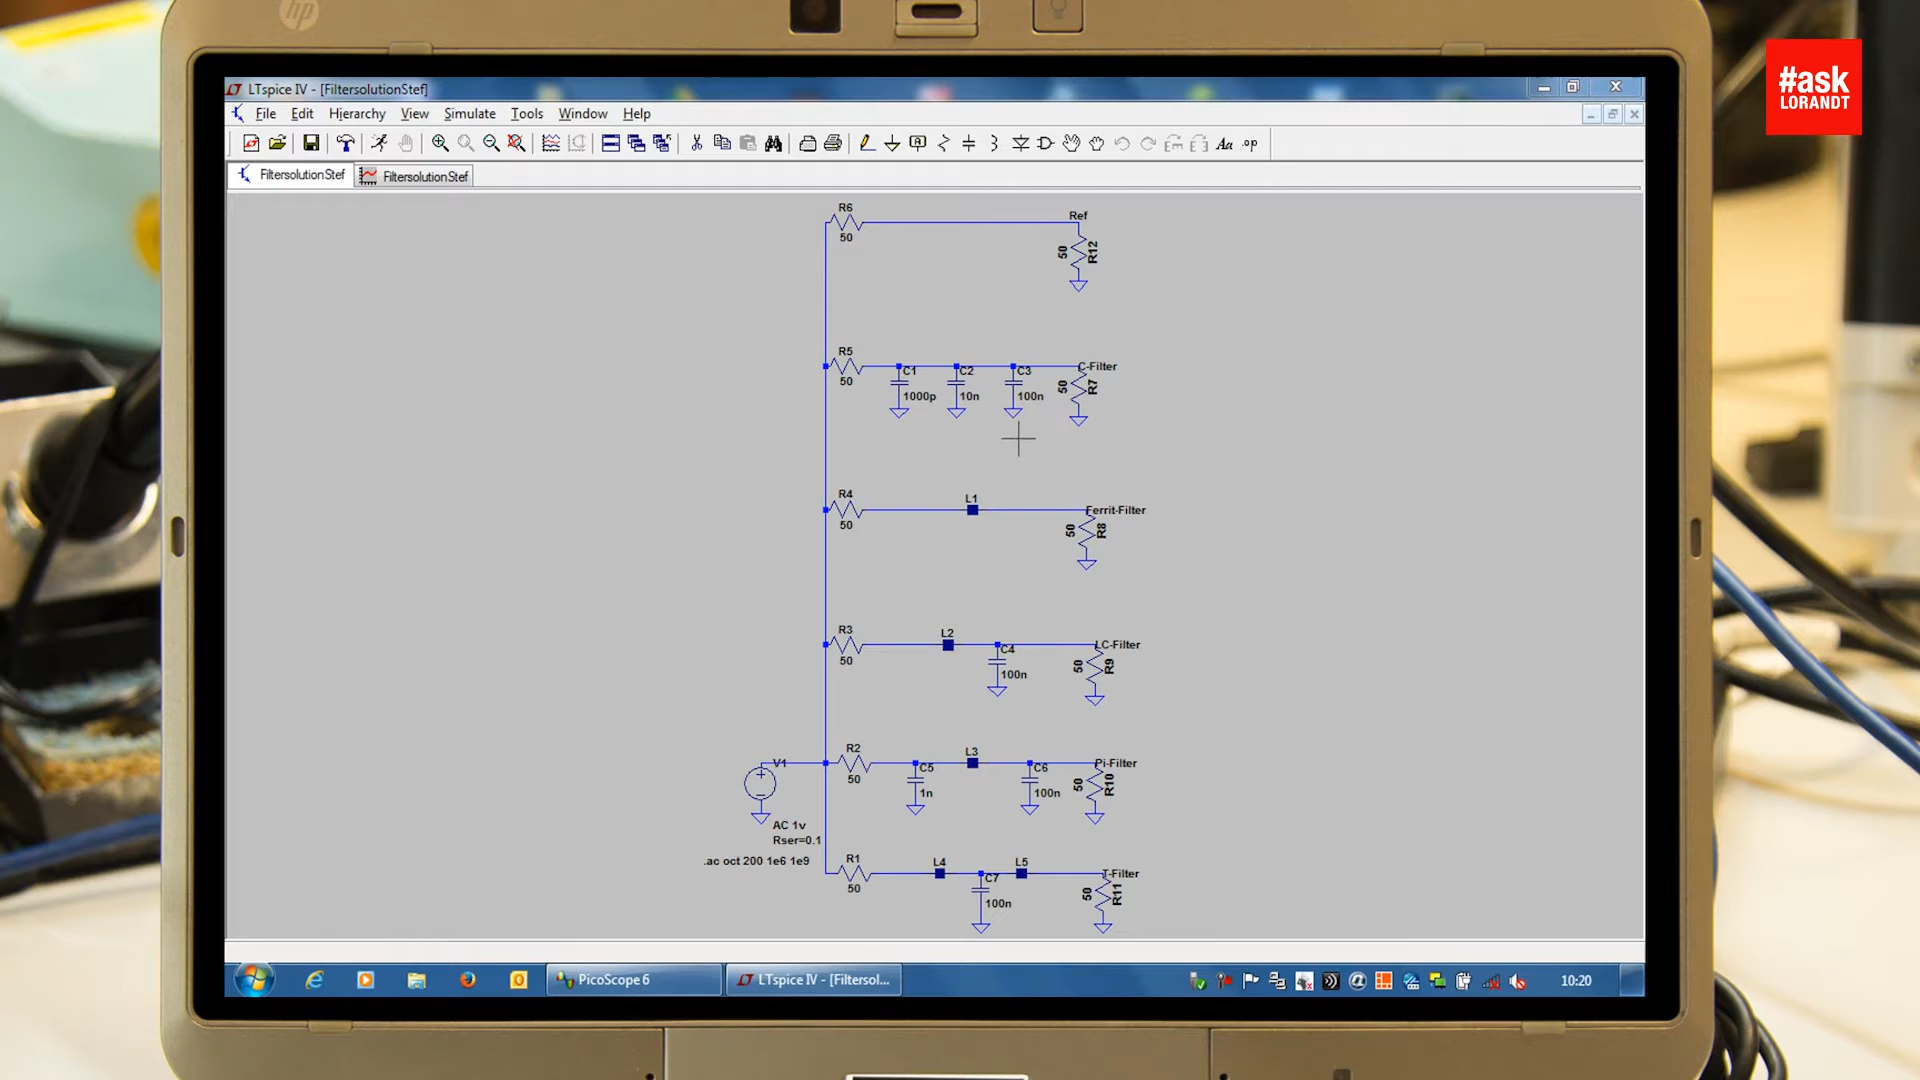 hp
#ask
LORANDT
LTspice IV - [FiltersolutionStef]
File Edit Hierarchy View Simulate Tools Window Help
Aa .op
FiltersolutionStef FiltersolutionStef
R6
50
Ref
50
R12
R5
50
C1
1000p
C2
10n
C3
100n
C-Filter
50
R7
R4
50
L1
Ferrit-Filter
50
R8
R3
50
L2
C4
100n
LC-Filter
50
R9
V1
R2
50
C5
1n
L3
C6
100n
Pi-Filter
50
R10
AC 1v
Rser=0.1
.ac oct 200 1e6 1e9
R1
50
L4
C7
100n
L5
T-Filter
50
R11
PicoScope 6
LTspice IV - [Filtersol...
10:20